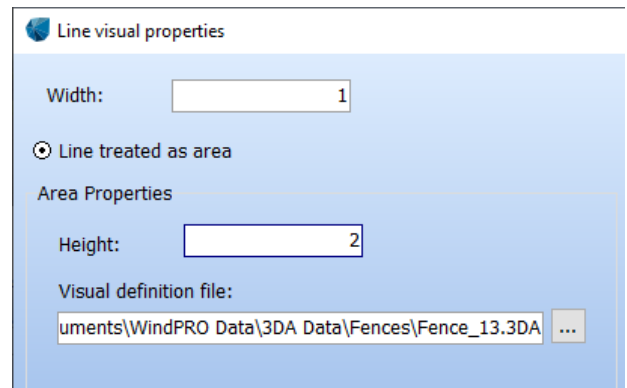 Line visual properties
Width: 1
Line treated as area
Area Properties
Height: 2
Visual definition file:
uments\WindPRO Data\3DA Data\Fences\Fence_13.3DA ...